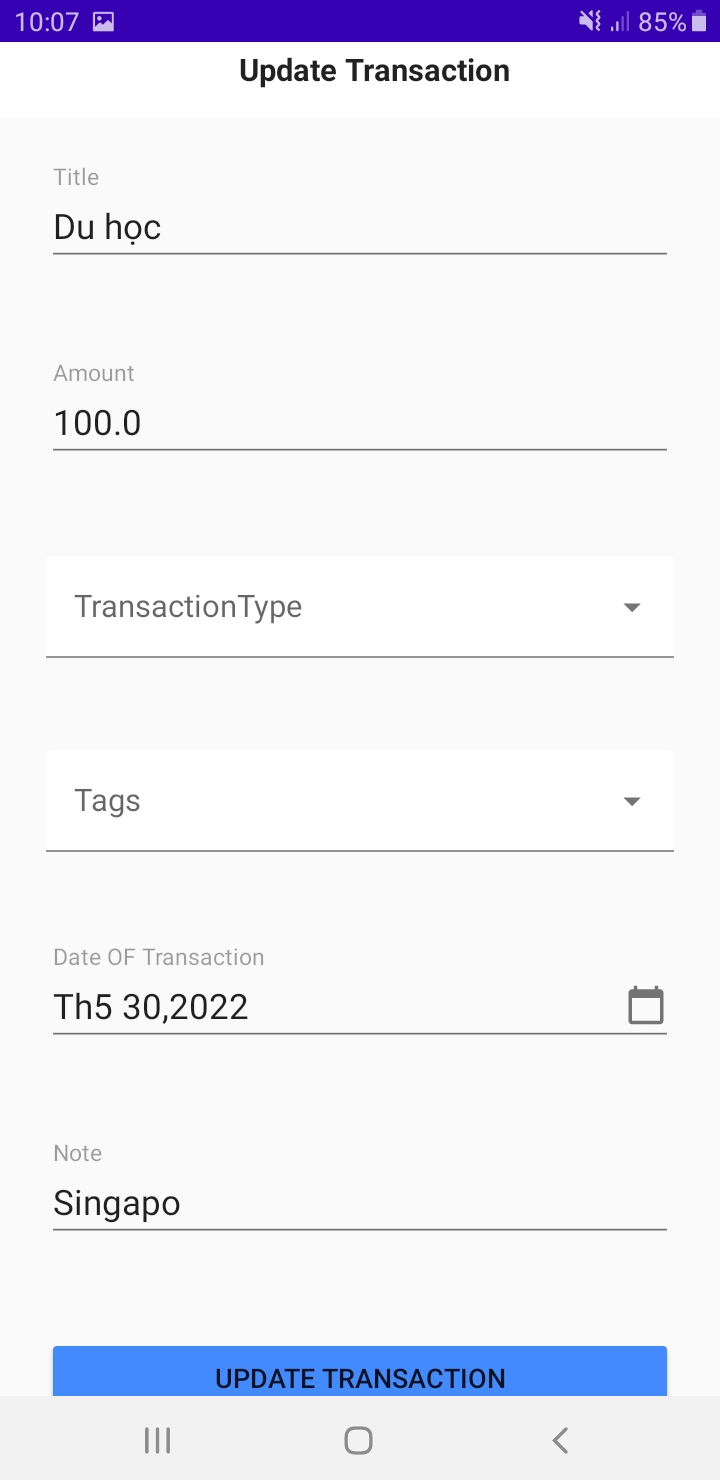 10:07 85%
Update Transaction
Title
Du học
Amount
100.0
TransactionType
Tags
Date OF Transaction
Th5 30,2022
Note
Singapo
UPDATE TRANSACTION